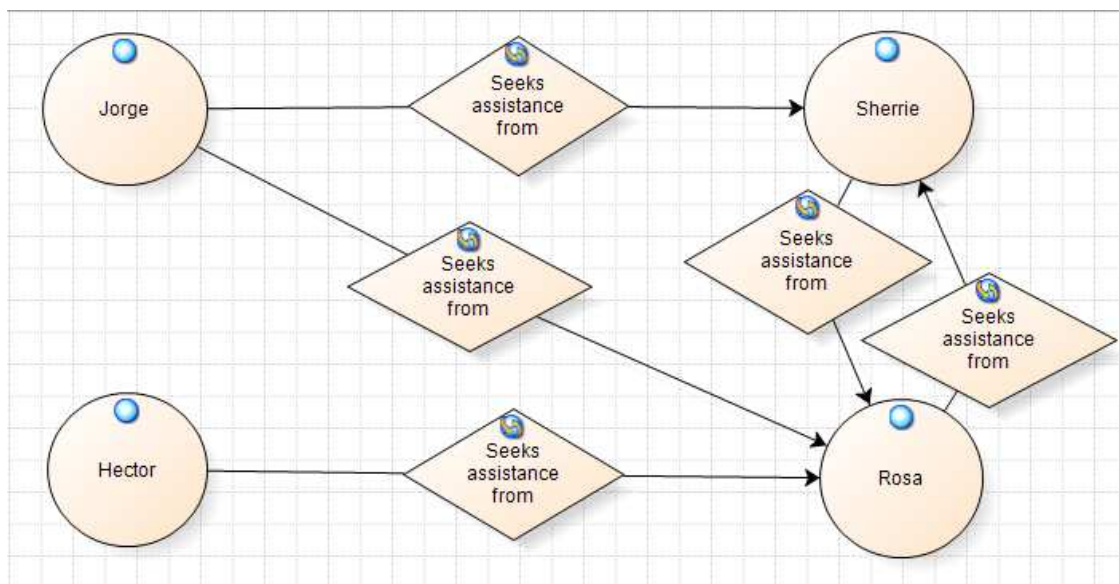 Jorge
Seeks
assistance
from
Sherrie
Seeks
assistance
from
Seeks
assistance
from
Seeks
assistance
from
Hector
Seeks
assistance
from
Rosa